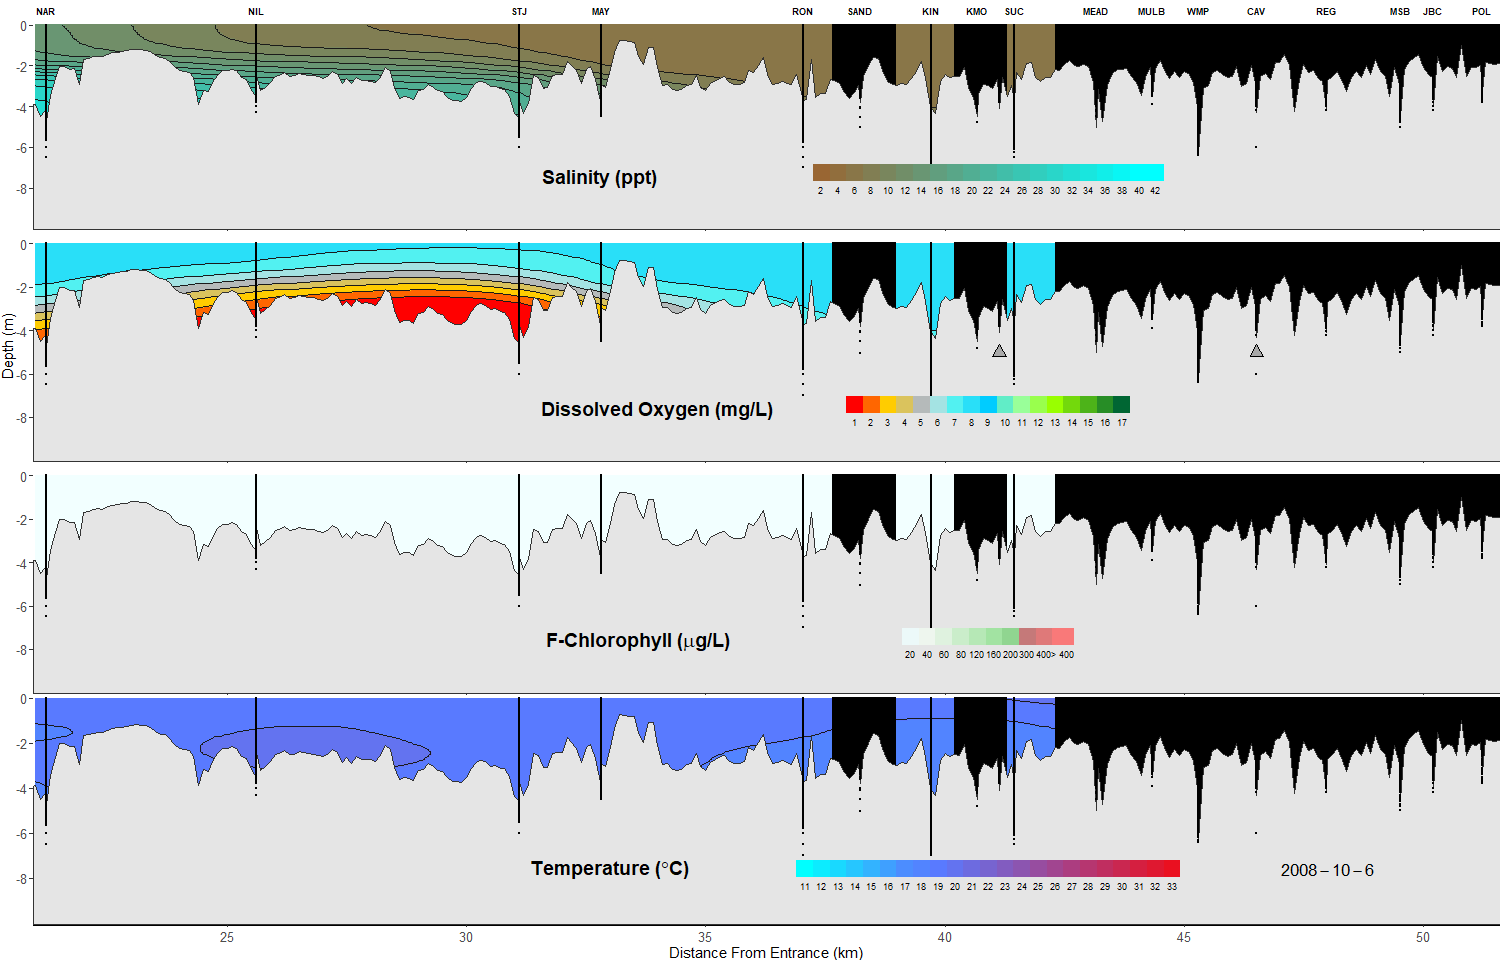 NAR NIL STJ MAY RON SAND KIN KMO SUC MEAD MULB WMP CAV REG MSB JBC POL
0
-2
-4
-6
-8
Salinity (ppt)
2 4 6 8 10 12 14 16 18 20 22 24 26 28 30 32 34 36 38 40 42
0
-2
-4
-6
-8
Depth (m)
Dissolved Oxygen (mg/L)
1 2 3 4 5 6 7 8 9 10 11 12 13 14 15 16 17
0
-2
-4
-6
-8
F-Chlorophyll (μg/L)
20 40 60 80 120 160 200 300 400> 400
0
-2
-4
-6
-8
Temperature (°C)
11 12 13 14 15 16 17 18 19 20 21 22 23 24 25 26 27 28 29 30 31 32 33
2008-10-6
25 30 35 40 45 50
Distance From Entrance (km)